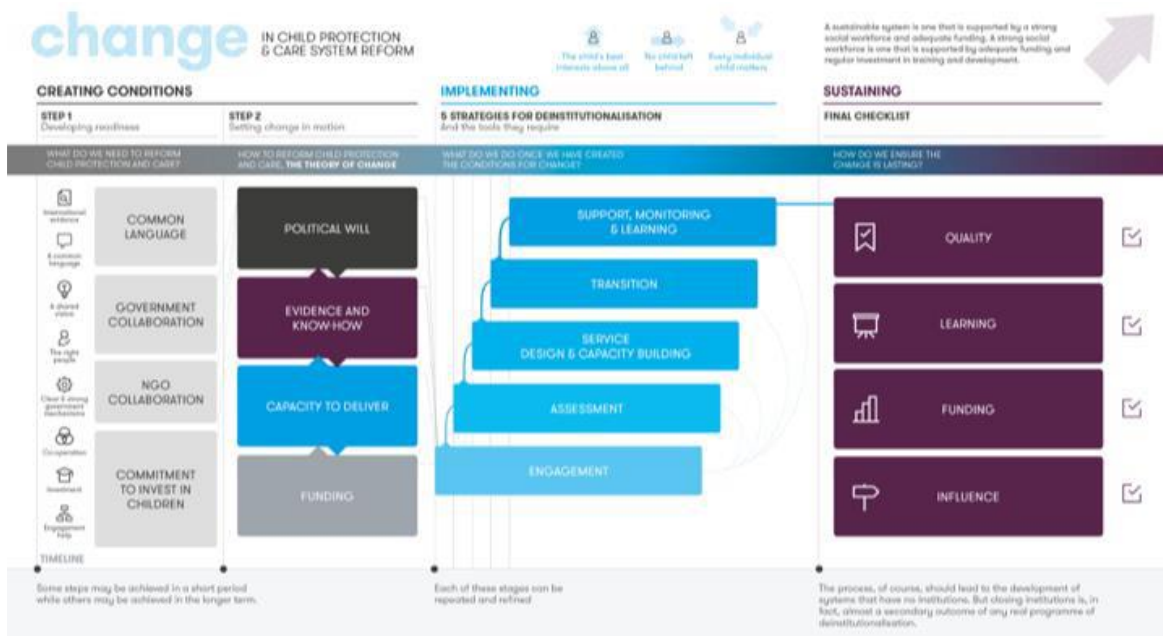 change
IN CHILD PROTECTION
& CARE SYSTEM REFORM
The child's best
interests above all
No child left
behind
Every individual
child matters
A sustainable system is one that is supported by a strong
social workforce and adequate funding. A strong social
workforce is one that is supported by adequate funding and
regular investment in training and development.
CREATING CONDITIONS
IMPLEMENTING
SUSTAINING
STEP 1
Developing readiness
STEP 2
Setting change in motion
5 STRATEGIES FOR DEINSTITUTIONALISATION
And the tools they require
FINAL CHECKLIST
WHAT DO WE NEED TO REFORM
CHILD PROTECTION AND CARE?
HOW TO REFORM CHILD PROTECTION
AND CARE, THE THEORY OF CHANGE
WHAT DO WE DO ONCE WE HAVE CREATED
THE CONDITIONS FOR CHANGE?
HOW DO WE ENSURE THE
CHANGE IS LASTING?
International
evidence
A common
language
A shared
vision
The right
people
Clear & strong
government
mechanisms
Co-operation
Investment
Engagement
help
COMMON
LANGUAGE
GOVERNMENT
COLLABORATION
NGO
COLLABORATION
COMMITMENT
TO INVEST IN
CHILDREN
POLITICAL WILL
EVIDENCE AND
KNOW-HOW
CAPACITY TO DELIVER
FUNDING
SUPPORT, MONITORING
& LEARNING
TRANSITION
SERVICE
DESIGN & CAPACITY BUILDING
ASSESSMENT
ENGAGEMENT
QUALITY
LEARNING
FUNDING
INFLUENCE
TIMELINE
Some steps may be achieved in a short period
while others may be achieved in the longer term.
Each of these stages can be
repeated and refined
The process, of course, should lead to the development of
systems that have no institutions. But closing institutions is, in
fact, almost a secondary outcome of any real programme of
deinstitutionalisation.